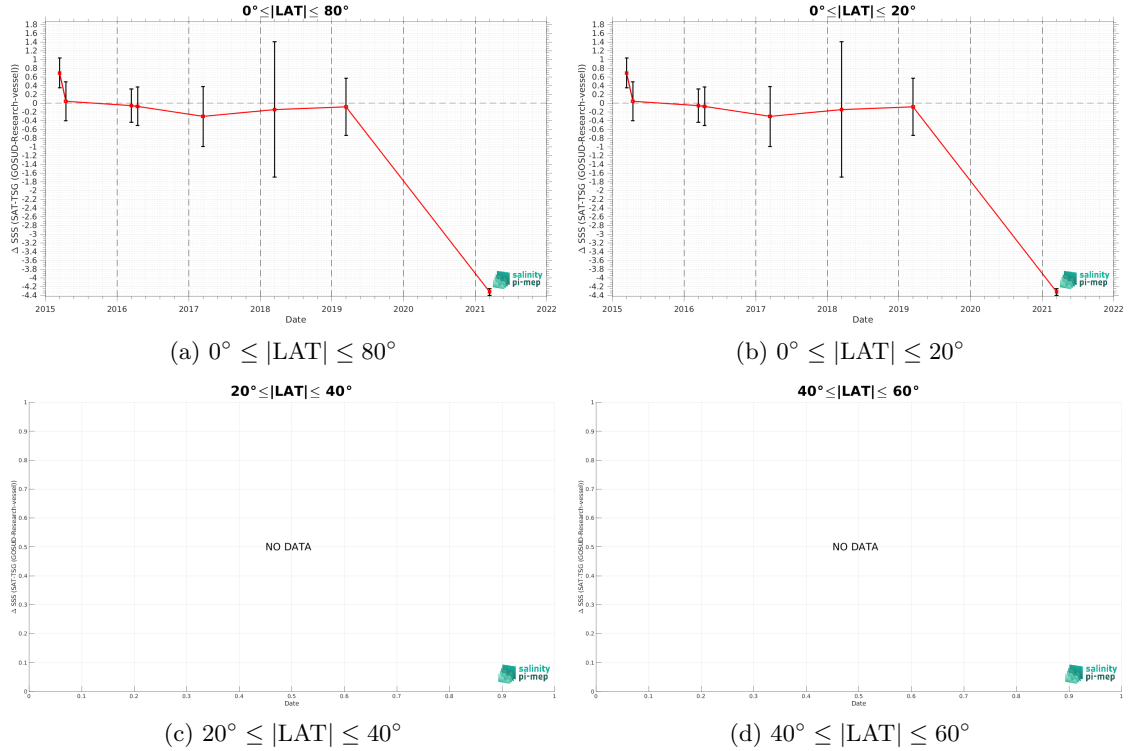 0°≤|LAT|≤ 80°
1.8
1.6
1.4
1.2
1
0.8
0.6
0.4
0.2
0
-0.2
-0.4
-0.6
-0.8
-1
-1.2
-1.4
-1.6
-1.8
-2
-2.2
-2.4
-2.6
-2.8
-3
-3.2
-3.4
-3.6
-3.8
-4
-4.2
-4.4
Δ SSS (SAT-TSG (GOSUD-Research-vessel))
salinity
pi-mep
2015 2016 2017 2018 2019 2020 2021 2022
Date
(a) 0° ≤ |LAT| ≤ 80°
0°≤|LAT|≤ 20°
1.8
1.6
1.4
1.2
1
0.8
0.6
0.4
0.2
0
-0.2
-0.4
-0.6
-0.8
-1
-1.2
-1.4
-1.6
-1.8
-2
-2.2
-2.4
-2.6
-2.8
-3
-3.2
-3.4
-3.6
-3.8
-4
-4.2
-4.4
Δ SSS (SAT-TSG (GOSUD-Research-vessel))
salinity
pi-mep
2015 2016 2017 2018 2019 2020 2021 2022
Date
(b) 0° ≤ |LAT| ≤ 20°
20°≤|LAT|≤ 40°
1
0.9
0.8
0.7
0.6
0.5
0.4
0.3
0.2
0.1
0
Δ SSS (SAT-TSG (GOSUD-Research-vessel))
NO DATA
salinity
pi-mep
0 0.1 0.2 0.3 0.4 0.5 0.6 0.7 0.8 0.9 1
Date
(c) 20° ≤ |LAT| ≤ 40°
40°≤|LAT|≤ 60°
1
0.9
0.8
0.7
0.6
0.5
0.4
0.3
0.2
0.1
0
Δ SSS (SAT-TSG (GOSUD-Research-vessel))
NO DATA
salinity
pi-mep
0 0.1 0.2 0.3 0.4 0.5 0.6 0.7 0.8 0.9 1
Date
(d) 40° ≤ |LAT| ≤ 60°